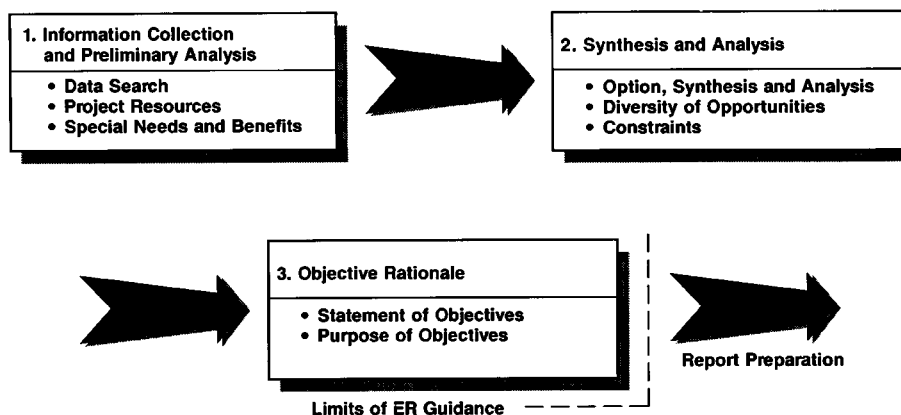 1. Information Collection
and Preliminary Analysis
• Data Search
• Project Resources
• Special Needs and Benefits
2. Synthesis and Analysis
• Option, Synthesis and Analysis
• Diversity of Opportunities
• Constraints
3. Objective Rationale
• Statement of Objectives
• Purpose of Objectives
Report Preparation
Limits of ER Guidance